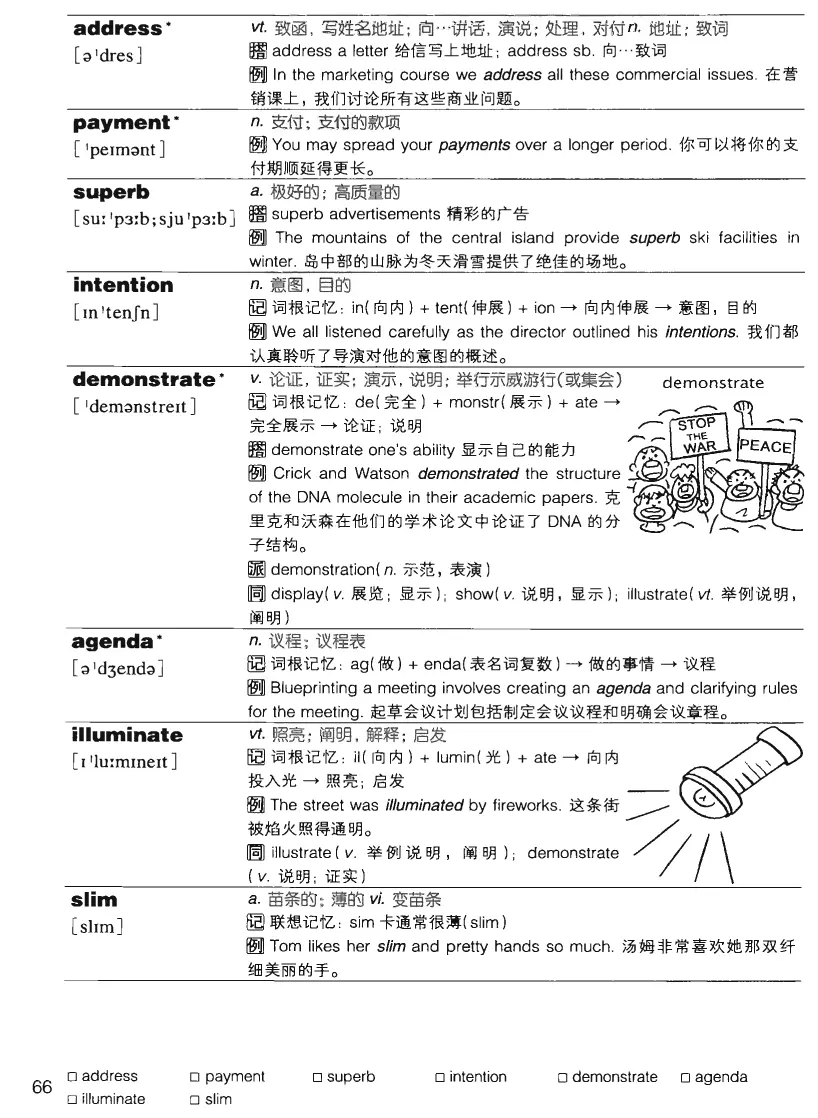 address* vt. 致函，写姓名地址；向…讲话，演说；处理，对付 n. 地址；致词
[əˈdres] 搭 address a letter 给信写上地址；address sb. 向…致词
例 In the marketing course we address all these commercial issues. 在营
销课上，我们讨论所有这些商业问题。
payment* n. 支付；支付的款项
[ˈpeɪmənt] 例 You may spread your payments over a longer period. 你可以将你的支
付期顺延得更长。
superb a. 极好的；高质量的
[suːˈpɜːb; sjuˈpɜːb] 搭 superb advertisements 精彩的广告
例 The mountains of the central island provide superb ski facilities in
winter. 岛中部的山脉为冬天滑雪提供了绝佳的场地。
intention n. 意图，目的
[ɪnˈtenʃn] 记 词根记忆：in(向内) + tent(伸展) + ion → 向内伸展 → 意图，目的
例 We all listened carefully as the director outlined his intentions. 我们都
认真聆听了导演对他的意图的概述。
demonstrate* v. 论证，证实；演示，说明；举行示威游行(或集会)
[ˈdemənstreɪt] 记 词根记忆：de(完全) + monstr(展示) + ate →
完全展示 → 论证；说明
搭 demonstrate one's ability 显示自己的能力
例 Crick and Watson demonstrated the structure
of the DNA molecule in their academic papers. 克
里克和沃森在他们的学术论文中论证了 DNA 的分
子结构。
派 demonstration(n. 示范，表演)
同 display(v. 展览；显示)；show(v. 说明，显示)；illustrate(vt. 举例说明，
阐明)
demonstrate
STOP
THE
WAR
PEACE
agenda* n. 议程；议程表
[əˈdʒendə] 记 词根记忆：ag(做) + enda(表名词复数) → 做的事情 → 议程
例 Blueprinting a meeting involves creating an agenda and clarifying rules
for the meeting. 起草会议计划包括制定会议议程和明确会议章程。
illuminate vt. 照亮；阐明，解释；启发
[ɪˈluːmɪneɪt] 记 词根记忆：il(向内) + lumin(光) + ate → 向内
投入光 → 照亮；启发
例 The street was illuminated by fireworks. 这条街
被焰火照得通明。
同 illustrate(v. 举例说明，阐明)；demonstrate
(v. 说明；证实)
slim a. 苗条的；薄的 vi. 变苗条
[slɪm] 记 联想记忆：sim 卡通常很薄(slim)
例 Tom likes her slim and pretty hands so much. 汤姆非常喜欢她那双纤
细美丽的手。
66 □ address □ payment □ superb □ intention □ demonstrate □ agenda
□ illuminate □ slim